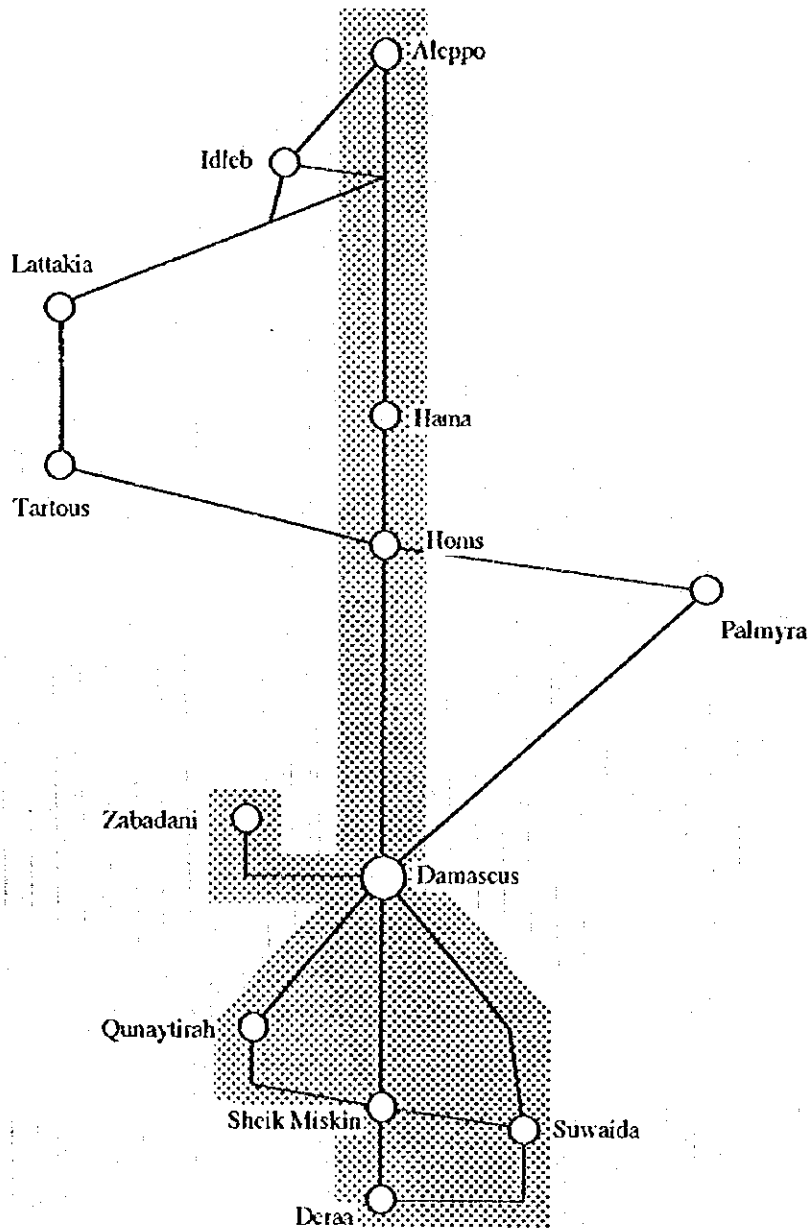 Aleppo
Idleb
Lattakia
Hama
Tartous
Homs
Palmyra
Zabadani
Damascus
Qunaytirah
Sheik Miskin
Suwaida
Deraa